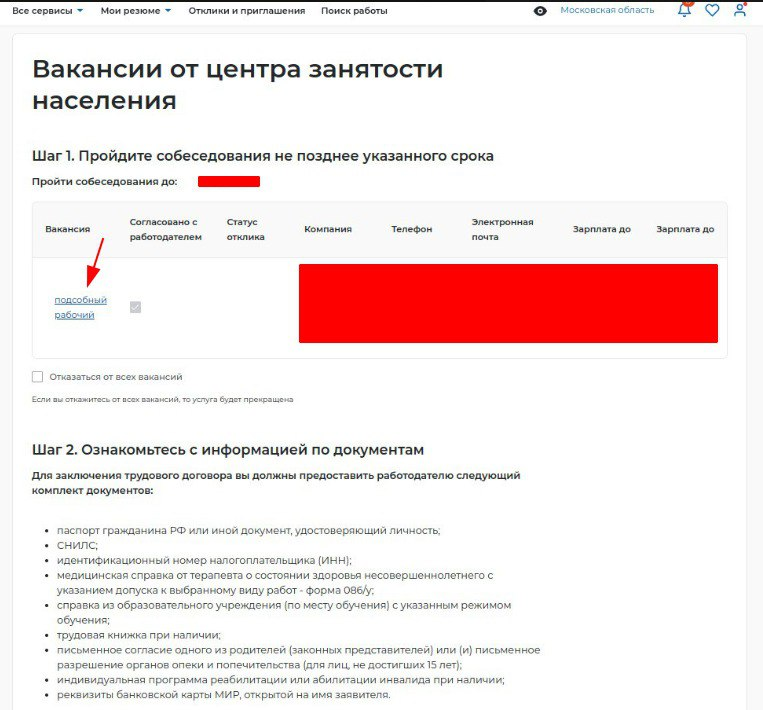 Все сервисы Мои резюме Отклики и приглашения Поиск работы Московская область
Вакансии от центра занятости
населения
Шаг 1. Пройдите собеседования не позднее указанного срока
Пройти собеседования до:
Вакансия Согласовано с работодателем Статус отклика Компания Телефон Электронная почта Зарплата до Зарплата до
подсобный
рабочий
Отказаться от всех вакансий
Если вы откажитесь от всех вакансий, то услуга будет прекращена
Шаг 2. Ознакомьтесь с информацией по документам
Для заключения трудового договора вы должны предоставить работодателю следующий
комплект документов:
паспорт гражданина РФ или иной документ, удостоверяющий личность;
СНИЛС;
идентификационный номер налогоплательщика (ИНН);
медицинская справка от терапевта о состоянии здоровья несовершеннолетнего с
указанием допуска к выбранному виду работ - форма 086/у;
справка из образовательного учреждения (по месту обучения) с указанным режимом
обучения;
трудовая книжка при наличии;
письменное согласие одного из родителей (законных представителей) или (и) письменное
разрешение органов опеки и попечительства (для лиц, не достигших 15 лет);
индивидуальная программа реабилитации или абилитации инвалида при наличии;
реквизиты банковской карты МИР, открытой на имя заявителя.